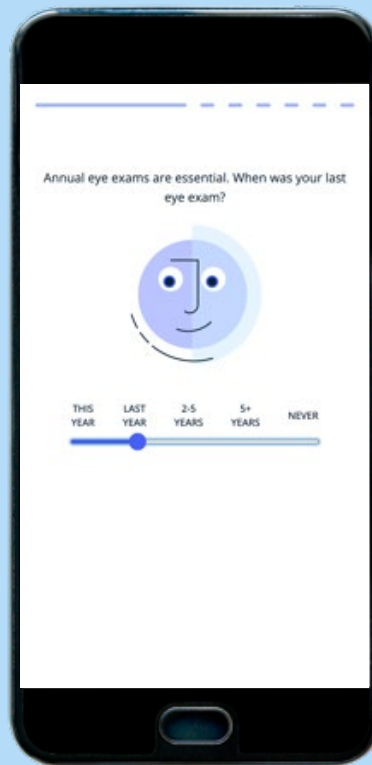 Annual eye exams are essential. When was your last
eye exam?
THIS YEAR
LAST YEAR
2-5 YEARS
5+ YEARS
NEVER